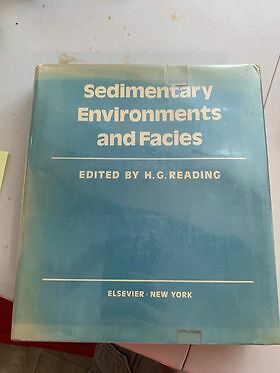 Sedimentary
Environments
and Facies
EDITED BY H.G.READING
ELSEVIER · NEW YORK